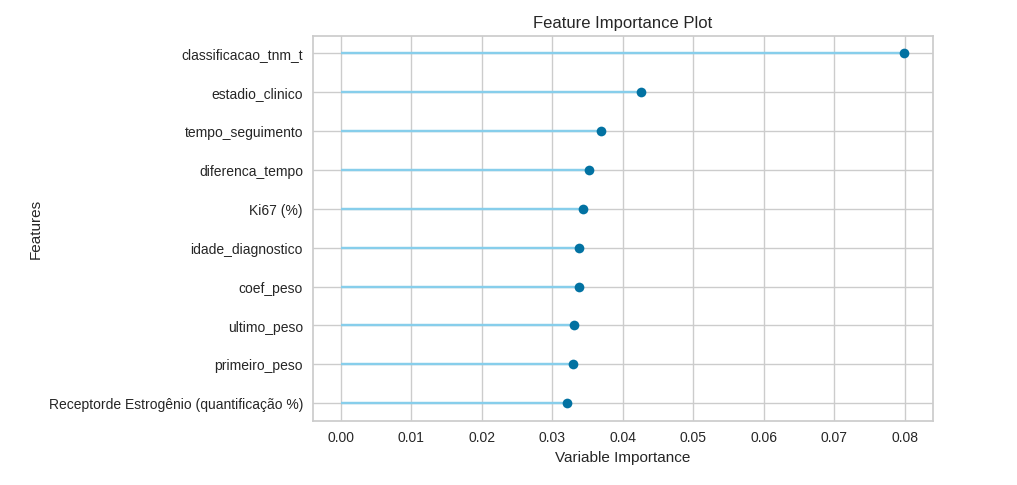 Feature Importance Plot
classificacao_tnm_t
estadio_clinico
tempo_seguimento
diferenca_tempo
Ki67 (%)
idade_diagnostico
coef_peso
ultimo_peso
primeiro_peso
Receptorde Estrogênio (quantificação %)
Features
0.00 0.01 0.02 0.03 0.04 0.05 0.06 0.07 0.08
Variable Importance